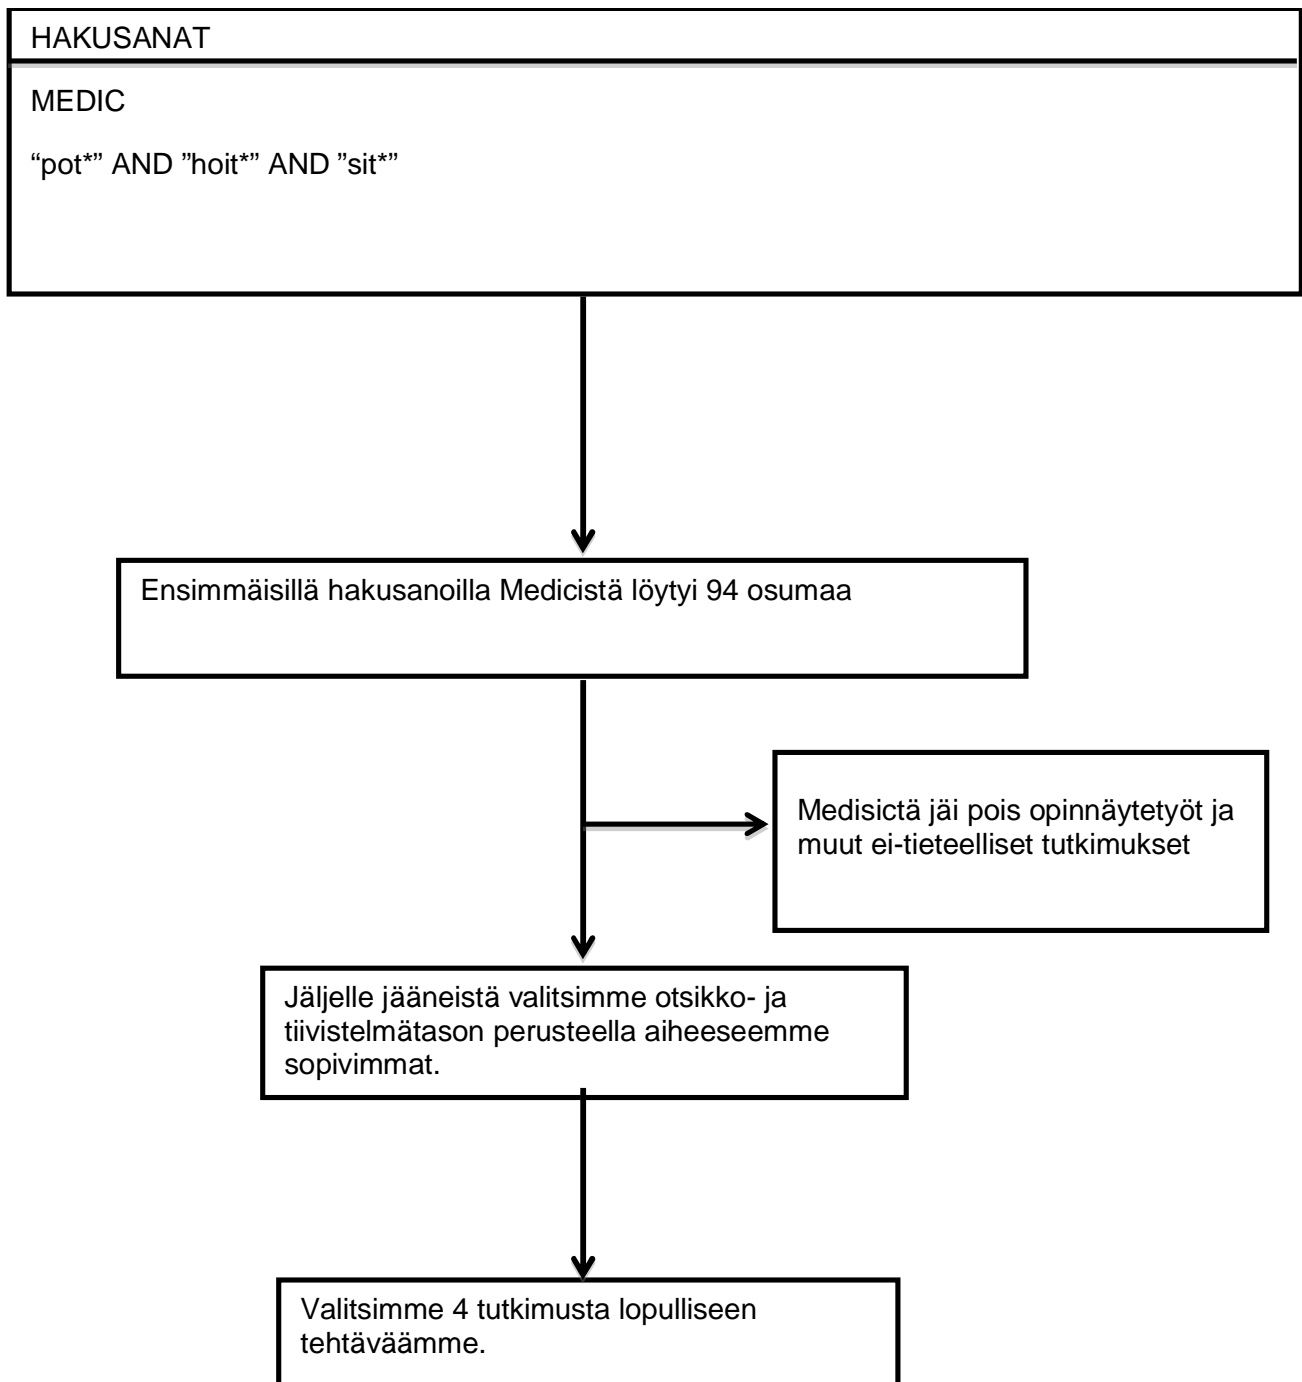 HAKUSANAT
MEDIC
“pot*” AND ”hoit*” AND ”sit*”
Ensimmäisillä hakusanoilla Medicistä löytyi 94 osumaa
Medisictä jäi pois opinnäytetyöt ja
muut ei-tieteelliset tutkimukset
Jäljelle jääneistä valitsimme otsikko- ja
tiivistelmätason perusteella aiheeseemme
sopivimmat.
Valitsimme 4 tutkimusta lopulliseen
tehtäväämme.